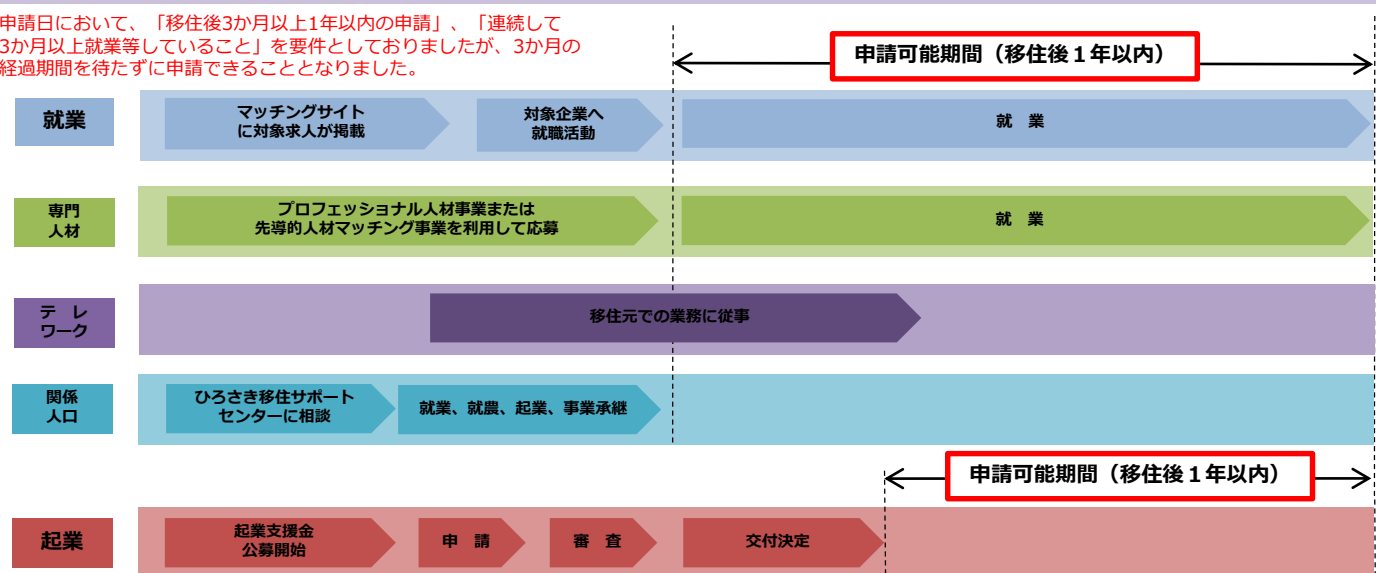 申請日において、「移住後3か月以上1年以内の申請」、「連続して
3か月以上就業等していること」を要件としておりましたが、3か月の
経過期間を待たずに申請できることとなりました。
申請可能期間（移住後１年以内）
就業
マッチングサイト
に対象求人が掲載
対象企業へ
就職活動
就　業
専門
人材
プロフェッショナル人材事業または
先導的人材マッチング事業を利用して応募
就　業
テ　レ
ワーク
移住元での業務に従事
関係
人口
ひろさき移住サポート
センターに相談
就業、就農、起業、事業承継
申請可能期間（移住後１年以内）
起業
起業支援金
公募開始
申　請
審　査
交付決定